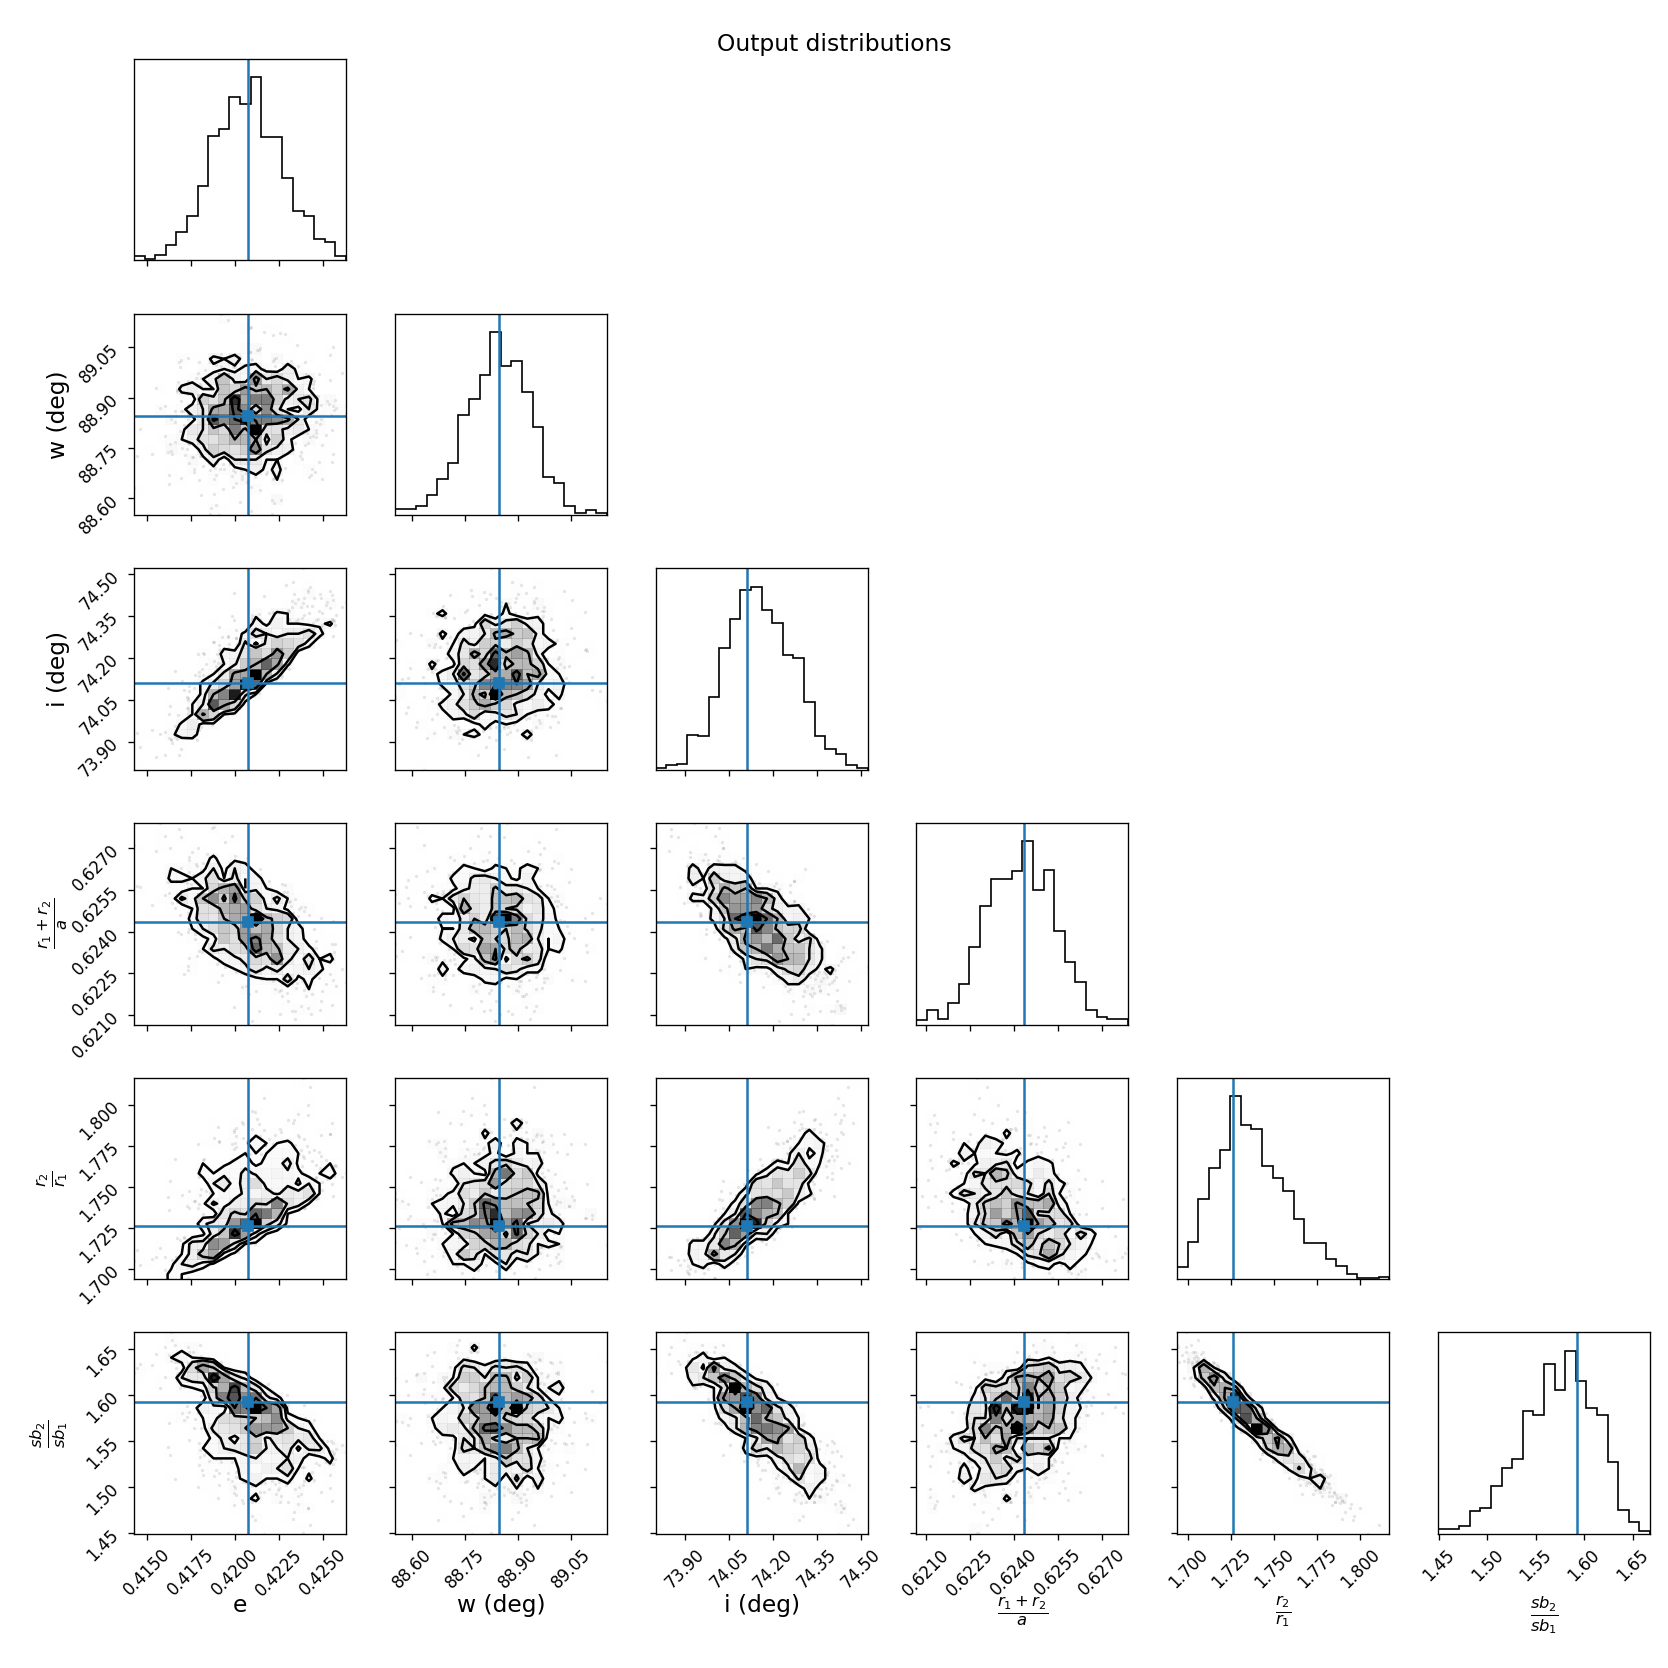 Output distributions
w (deg)
89.05
88.90
88.75
88.60
i (deg)
74.50
74.35
74.20
74.05
73.90
r1 + r2
a
0.6270
0.6255
0.6240
0.6225
0.6210
r2
r1
1.800
1.775
1.750
1.725
1.700
sb2
sb1
1.65
1.60
1.55
1.50
1.45
0.4150 0.4175 0.4200 0.4225 0.4250 88.60 88.75 88.90 89.05 73.90 74.05 74.20 74.35 74.50 0.6210 0.6225 0.6240 0.6255 0.6270 1.700 1.725 1.750 1.775 1.800 1.45 1.50 1.55 1.60 1.65
e
w (deg)
i (deg)
r1 + r2
a
r2
r1
sb2
sb1